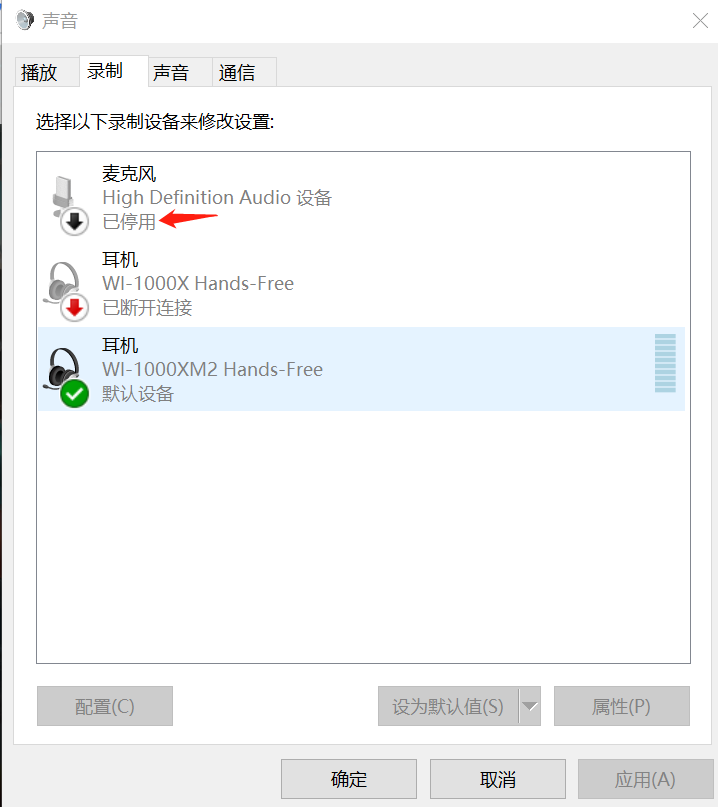 声音
播放
录制
声音
通信
选择以下录制设备来修改设置:
麦克风
High Definition Audio 设备
已停用
耳机
WI-1000X Hands-Free
已断开连接
耳机
WI-1000XM2 Hands-Free
默认设备
配置(C)
设为默认值(S)
属性(P)
确定
取消
应用(A)